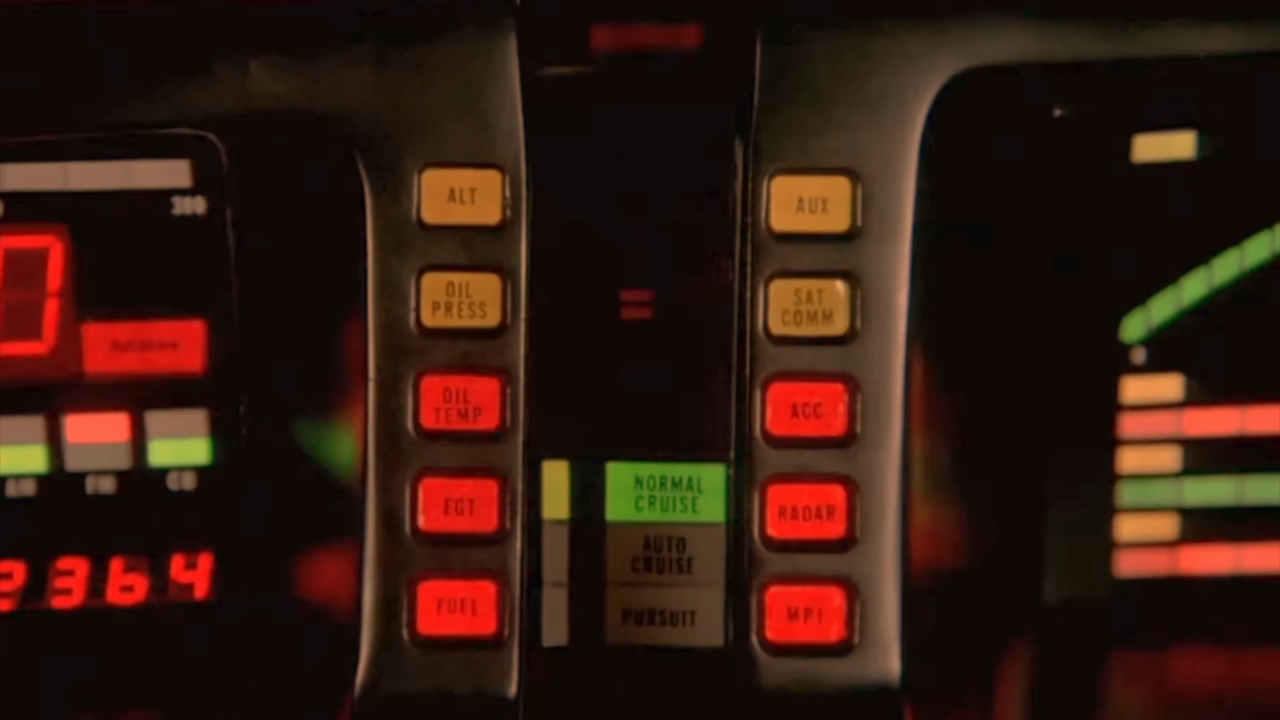 310
ALT
OIL
PRESS
OIL
TEMP
EGT
FUEL
2364
NORMAL
CRUISE
AUTO
CRUISE
PURSUIT
AUX
SAT
COMM
ACC
RADAR
MPI